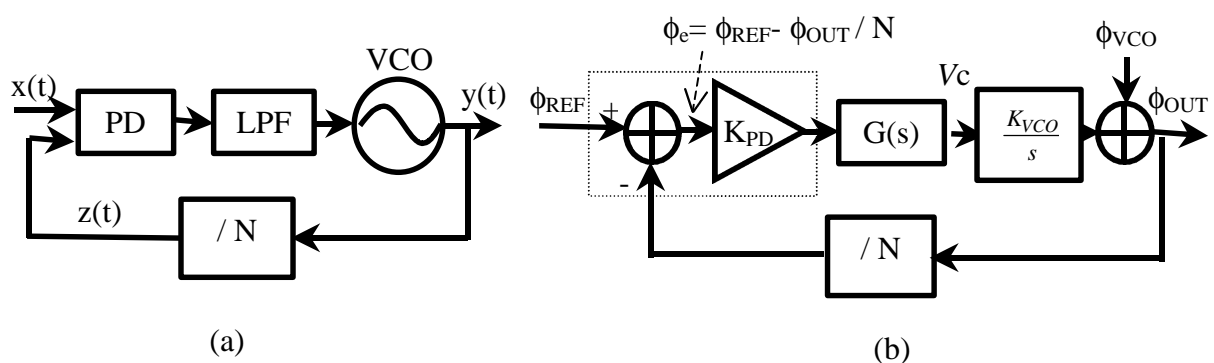 x(t)
PD
LPF
VCO
y(t)
z(t)
/ N
(a)
ϕe= ϕREF- ϕOUT / N
ϕREF
+
-
KPD
G(s)
Vc
KVCO
s
ϕVCO
ϕOUT
/ N
(b)